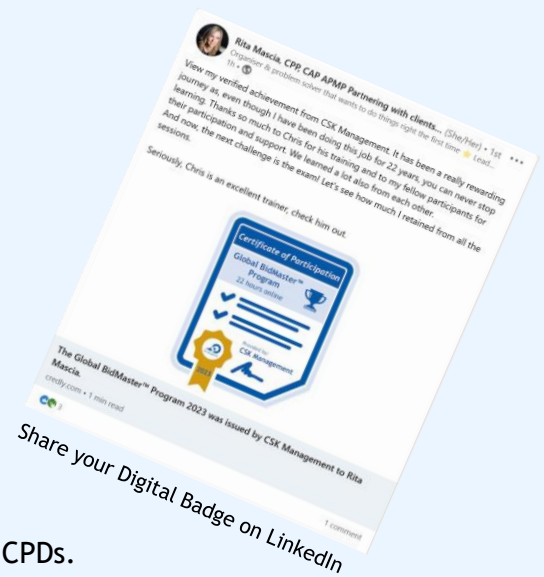 Rita Mascia, CPP, CAP APMP Partnering with clients... (She/Her) • 1st
Organiser & problem solver that wants to do things right the first time ⭐ Lead...
1h •
View my verified achievement from CSK Management. It has been a really rewarding
journey as, even though I have been doing this job for 22 years, you can never stop
learning. Thanks so much to Chris for his training and to my fellow participants for
their participation and support. We learned a lot also from each other.
And now, the next challenge is the exam! Let's see how much I retained from all the
sessions.
Seriously, Chris is an excellent trainer, check him out.
Certificate of Participation
Global BidMaster™
Program
22 hours online
Provided by
CSK Management
2023
The Global BidMaster™ Program 2023 was issued by CSK Management to Rita
Mascia.
credly.com • 1 min read
3
1 comment
Share your Digital Badge on LinkedIn
CPDs.